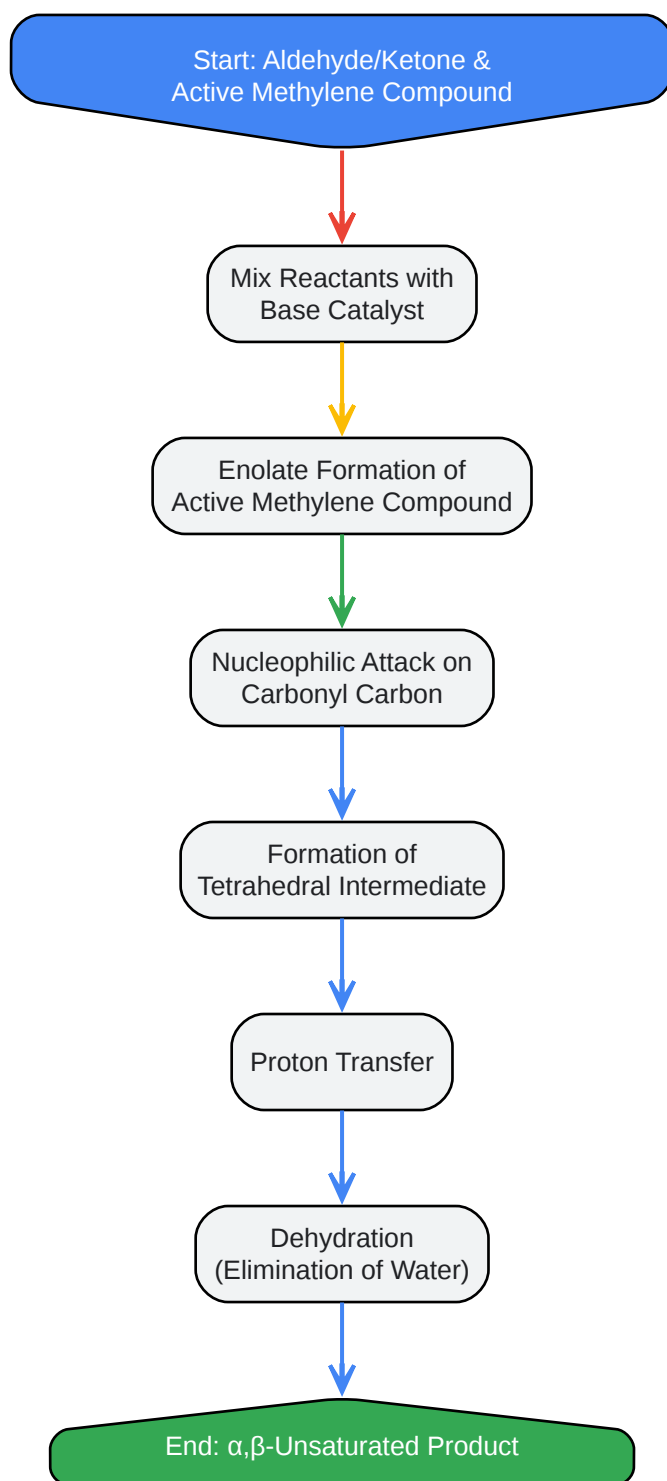 Start: Aldehyde/Ketone &
Active Methylene Compound
Mix Reactants with
Base Catalyst
Enolate Formation of
Active Methylene Compound
Nucleophilic Attack on
Carbonyl Carbon
Formation of
Tetrahedral Intermediate
Proton Transfer
Dehydration
(Elimination of Water)
End: α,β-Unsaturated Product